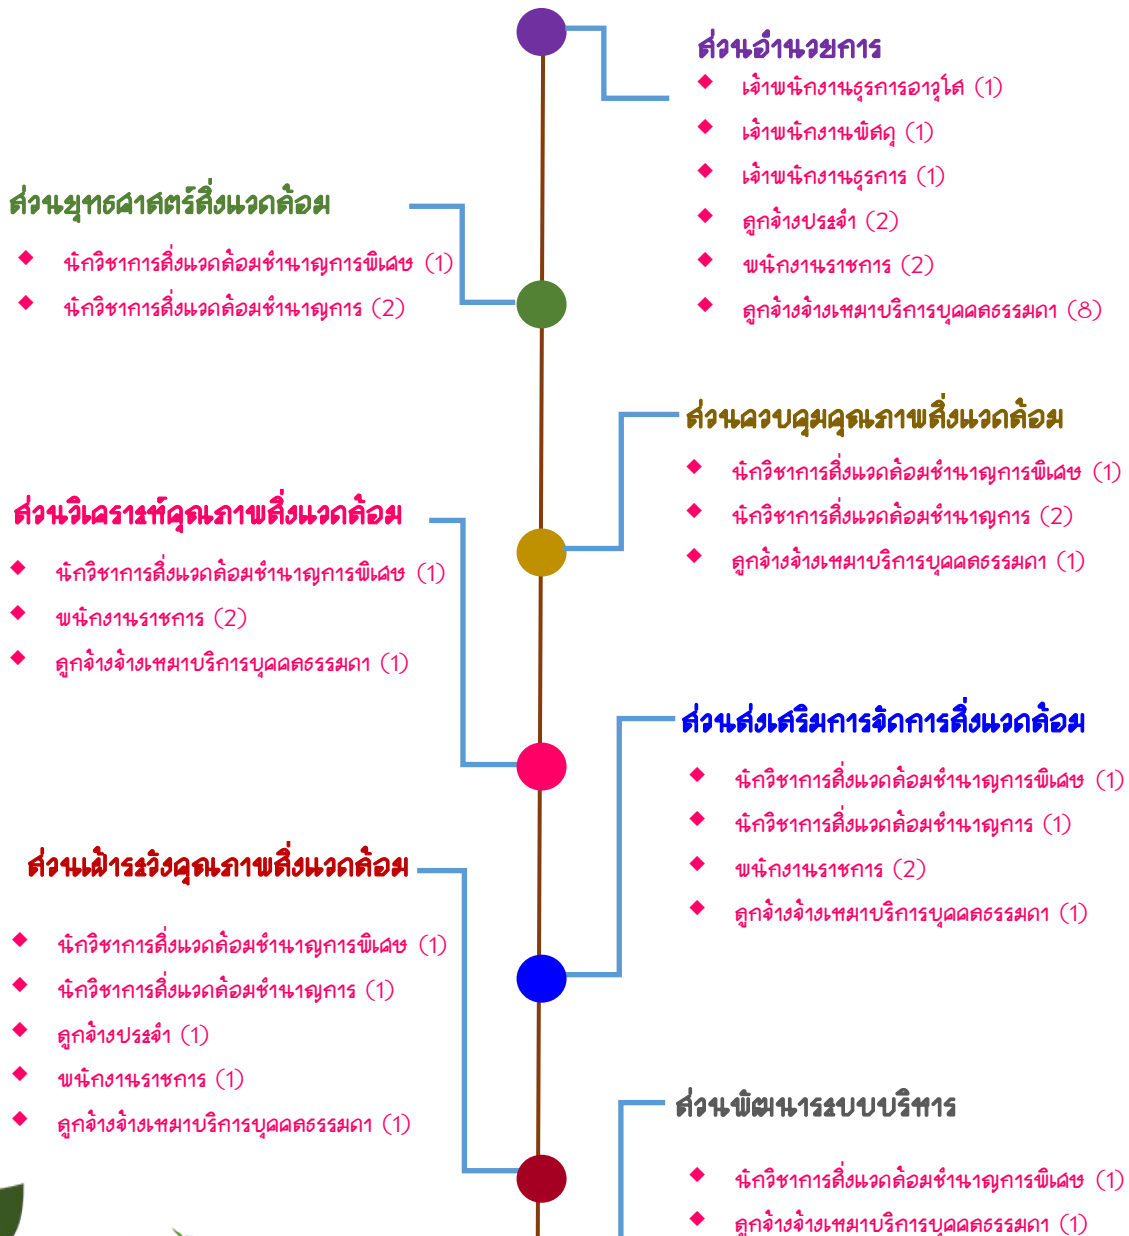 ส่วนอำนวยการ
เจ้าพนักงานธุรการอาวุโส (1)
เจ้าพนักงานพัสดุ (1)
เจ้าพนักงานธุรการ (1)
ลูกจ้างประจำ (2)
พนักงานราชการ (2)
ลูกจ้างจ้างเหมาบริการบุคคลธรรมดา (8)
ส่วนยุทธศาสตร์สิ่งแวดล้อม
นักวิชาการสิ่งแวดล้อมชำนาญการพิเศษ (1)
นักวิชาการสิ่งแวดล้อมชำนาญการ (2)
ส่วนควบคุมคุณภาพสิ่งแวดล้อม
นักวิชาการสิ่งแวดล้อมชำนาญการพิเศษ (1)
นักวิชาการสิ่งแวดล้อมชำนาญการ (2)
ลูกจ้างจ้างเหมาบริการบุคคลธรรมดา (1)
ส่วนวิเคราะห์คุณภาพสิ่งแวดล้อม
นักวิชาการสิ่งแวดล้อมชำนาญการพิเศษ (1)
พนักงานราชการ (2)
ลูกจ้างจ้างเหมาบริการบุคคลธรรมดา (1)
ส่วนส่งเสริมการจัดการสิ่งแวดล้อม
นักวิชาการสิ่งแวดล้อมชำนาญการพิเศษ (1)
นักวิชาการสิ่งแวดล้อมชำนาญการ (1)
พนักงานราชการ (2)
ลูกจ้างจ้างเหมาบริการบุคคลธรรมดา (1)
ส่วนเฝ้าระวังคุณภาพสิ่งแวดล้อม
นักวิชาการสิ่งแวดล้อมชำนาญการพิเศษ (1)
นักวิชาการสิ่งแวดล้อมชำนาญการ (1)
ลูกจ้างประจำ (1)
พนักงานราชการ (1)
ลูกจ้างจ้างเหมาบริการบุคคลธรรมดา (1)
ส่วนพัฒนาระบบบริหาร
นักวิชาการสิ่งแวดล้อมชำนาญการพิเศษ (1)
ลูกจ้างจ้างเหมาบริการบุคคลธรรมดา (1)